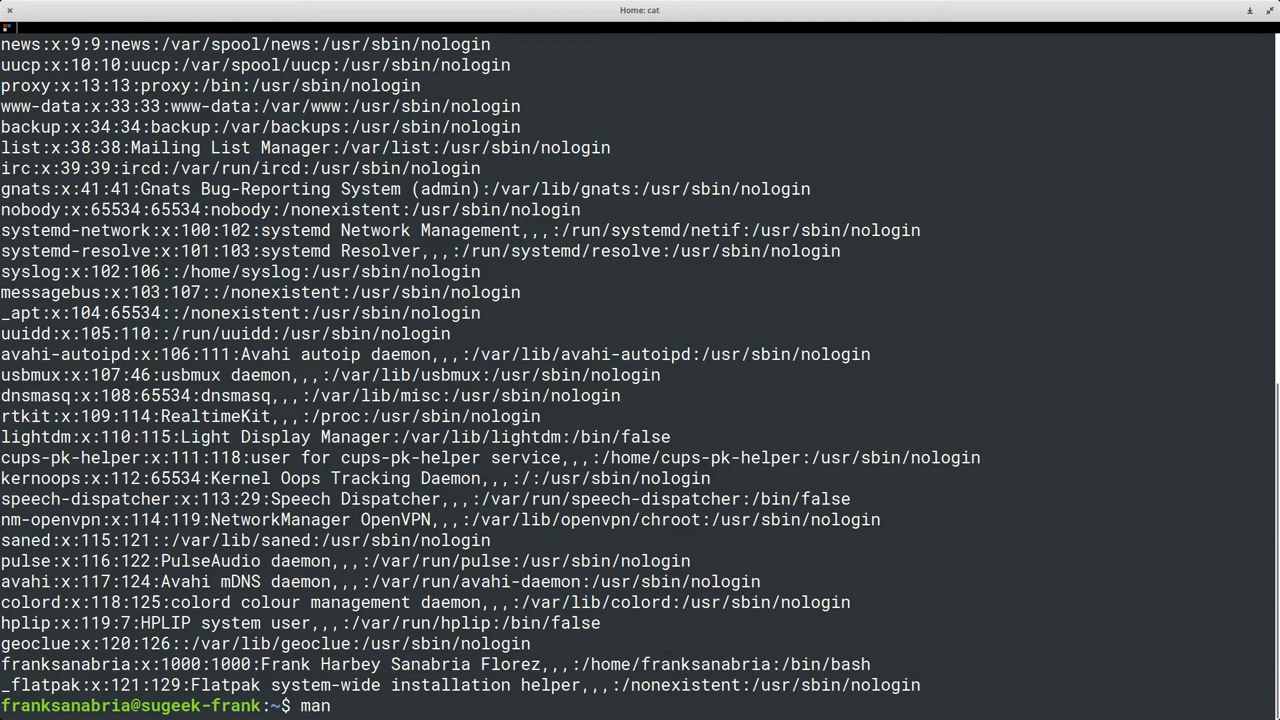 Home: cat
news:x:9:9:news:/var/spool/news:/usr/sbin/nologin
uucp:x:10:10:uucp:/var/spool/uucp:/usr/sbin/nologin
proxy:x:13:13:proxy:/bin:/usr/sbin/nologin
www-data:x:33:33:www-data:/var/www:/usr/sbin/nologin
backup:x:34:34:backup:/var/backups:/usr/sbin/nologin
list:x:38:38:Mailing List Manager:/var/list:/usr/sbin/nologin
irc:x:39:39:ircd:/var/run/ircd:/usr/sbin/nologin
gnats:x:41:41:Gnats Bug-Reporting System (admin):/var/lib/gnats:/usr/sbin/nologin
nobody:x:65534:65534:nobody:/nonexistent:/usr/sbin/nologin
systemd-network:x:100:102:systemd Network Management,,,:/run/systemd/netif:/usr/sbin/nologin
systemd-resolve:x:101:103:systemd Resolver,,,:/run/systemd/resolve:/usr/sbin/nologin
syslog:x:102:106::/home/syslog:/usr/sbin/nologin
messagebus:x:103:107::/nonexistent:/usr/sbin/nologin
_apt:x:104:65534::/nonexistent:/usr/sbin/nologin
uuidd:x:105:110::/run/uuidd:/usr/sbin/nologin
avahi-autoipd:x:106:111:Avahi autoip daemon,,,:/var/lib/avahi-autoipd:/usr/sbin/nologin
usbmux:x:107:46:usbmux daemon,,,:/var/lib/usbmux:/usr/sbin/nologin
dnsmasq:x:108:65534:dnsmasq,,,:/var/lib/misc:/usr/sbin/nologin
rtkit:x:109:114:RealtimeKit,,,:/proc:/usr/sbin/nologin
lightdm:x:110:115:Light Display Manager:/var/lib/lightdm:/bin/false
cups-pk-helper:x:111:118:user for cups-pk-helper service,,,:/home/cups-pk-helper:/usr/sbin/nologin
kernoops:x:112:65534:Kernel Oops Tracking Daemon,,,:/:/usr/sbin/nologin
speech-dispatcher:x:113:29:Speech Dispatcher,,,:/var/run/speech-dispatcher:/bin/false
nm-openvpn:x:114:119:NetworkManager OpenVPN,,,:/var/lib/openvpn/chroot:/usr/sbin/nologin
saned:x:115:121::/var/lib/saned:/usr/sbin/nologin
pulse:x:116:122:PulseAudio daemon,,,:/var/run/pulse:/usr/sbin/nologin
avahi:x:117:124:Avahi mDNS daemon,,,:/var/run/avahi-daemon:/usr/sbin/nologin
colord:x:118:125:colord colour management daemon,,,:/var/lib/colord:/usr/sbin/nologin
hplip:x:119:7:HPLIP system user,,,:/var/run/hplip:/bin/false
geoclue:x:120:126::/var/lib/geoclue:/usr/sbin/nologin
franksanabria:x:1000:1000:Frank Harbey Sanabria Florez,,,:/home/franksanabria:/bin/bash
_flatpak:x:121:129:Flatpak system-wide installation helper,,,:/nonexistent:/usr/sbin/nologin
franksanabria@sugeek-frank:~$ man